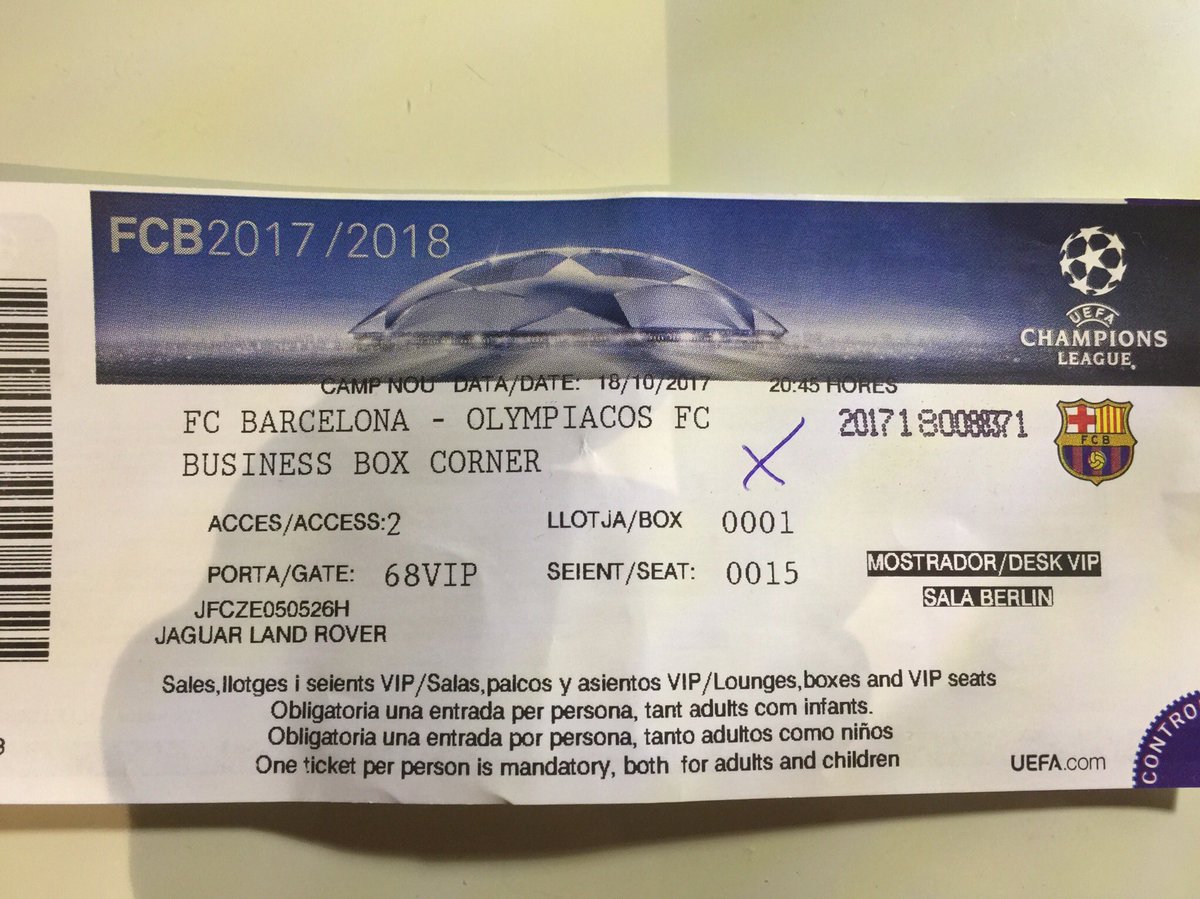 FCB2017/2018
UEFA
CHAMPIONS
LEAGUE®
CAMP NOU DATA/DATE: 18/10/2017 20:45 HORES
FC BARCELONA - OLYMPIACOS FC
BUSINESS BOX CORNER
FCB
ACCES/ACCESS:2 LLOTJA/BOX 0001
PORTA/GATE: 68VIP SEIENT/SEAT: 0015
MOSTRADOR/DESK VIP
SALA BERLIN
JFCZE050526H
JAGUAR LAND ROVER
Sales,llotges i seients VIP/Salas,palcos y asientos VIP/Lounges,boxes and VIP seats
Obligatoria una entrada per persona, tant adults com infants.
Obligatoria una entrada por persona, tanto adultos como niños
One ticket per person is mandatory, both for adults and children
UEFA.com
CONTRO